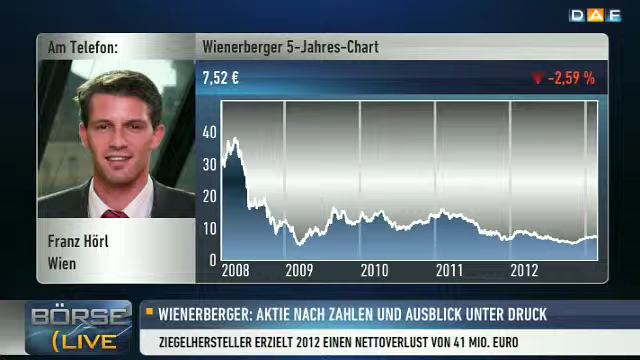 DAF
Am Telefon:
Wienerberger 5-Jahres-Chart
7,52 €
-2,59 %
40
30
20
10
0
2008
2009
2010
2011
2012
Franz Hörl
Wien
BÖRSE
(LIVE
WIENERBERGER: AKTIE NACH ZAHLEN UND AUSBLICK UNTER DRUCK
ZIEGELHERSTELLER ERZIELT 2012 EINEN NETTOVERLUST VON 41 MIO. EURO